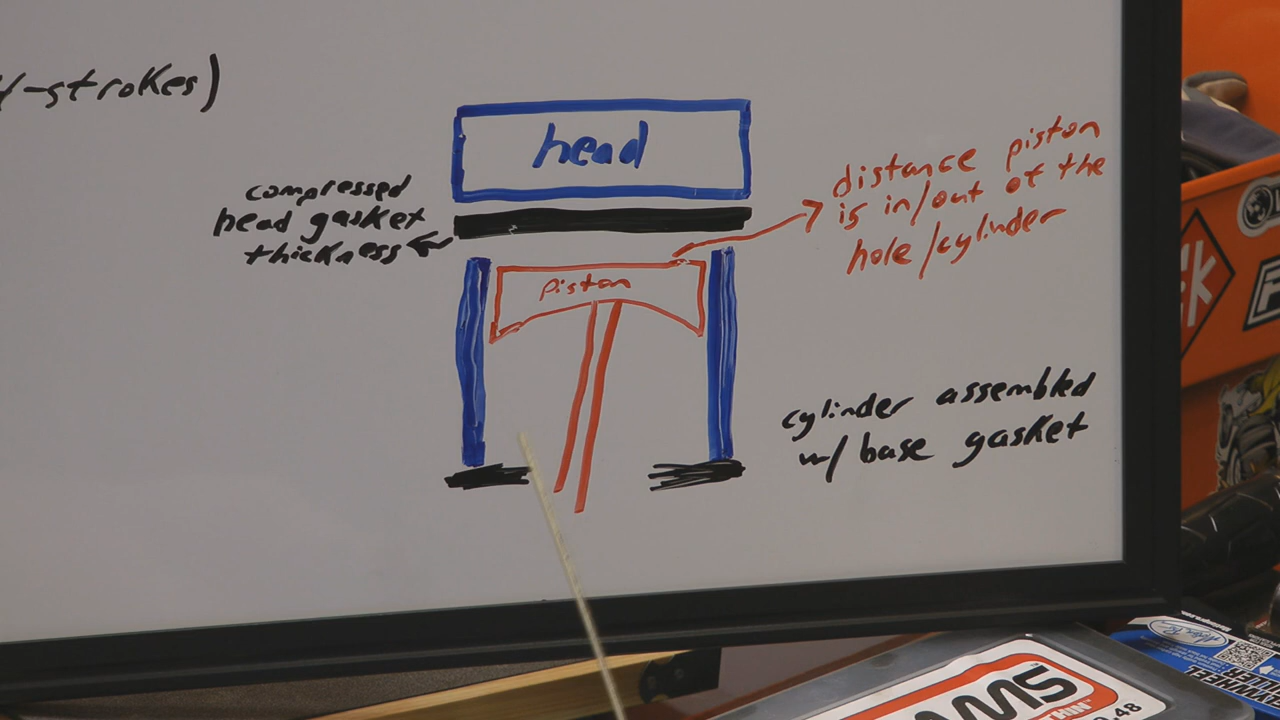 -strokes)
head
compressed
head gasket
thickness
distance piston
is in/out of the
hole/cylinder
piston
cylinder assembled
w/ base gasket